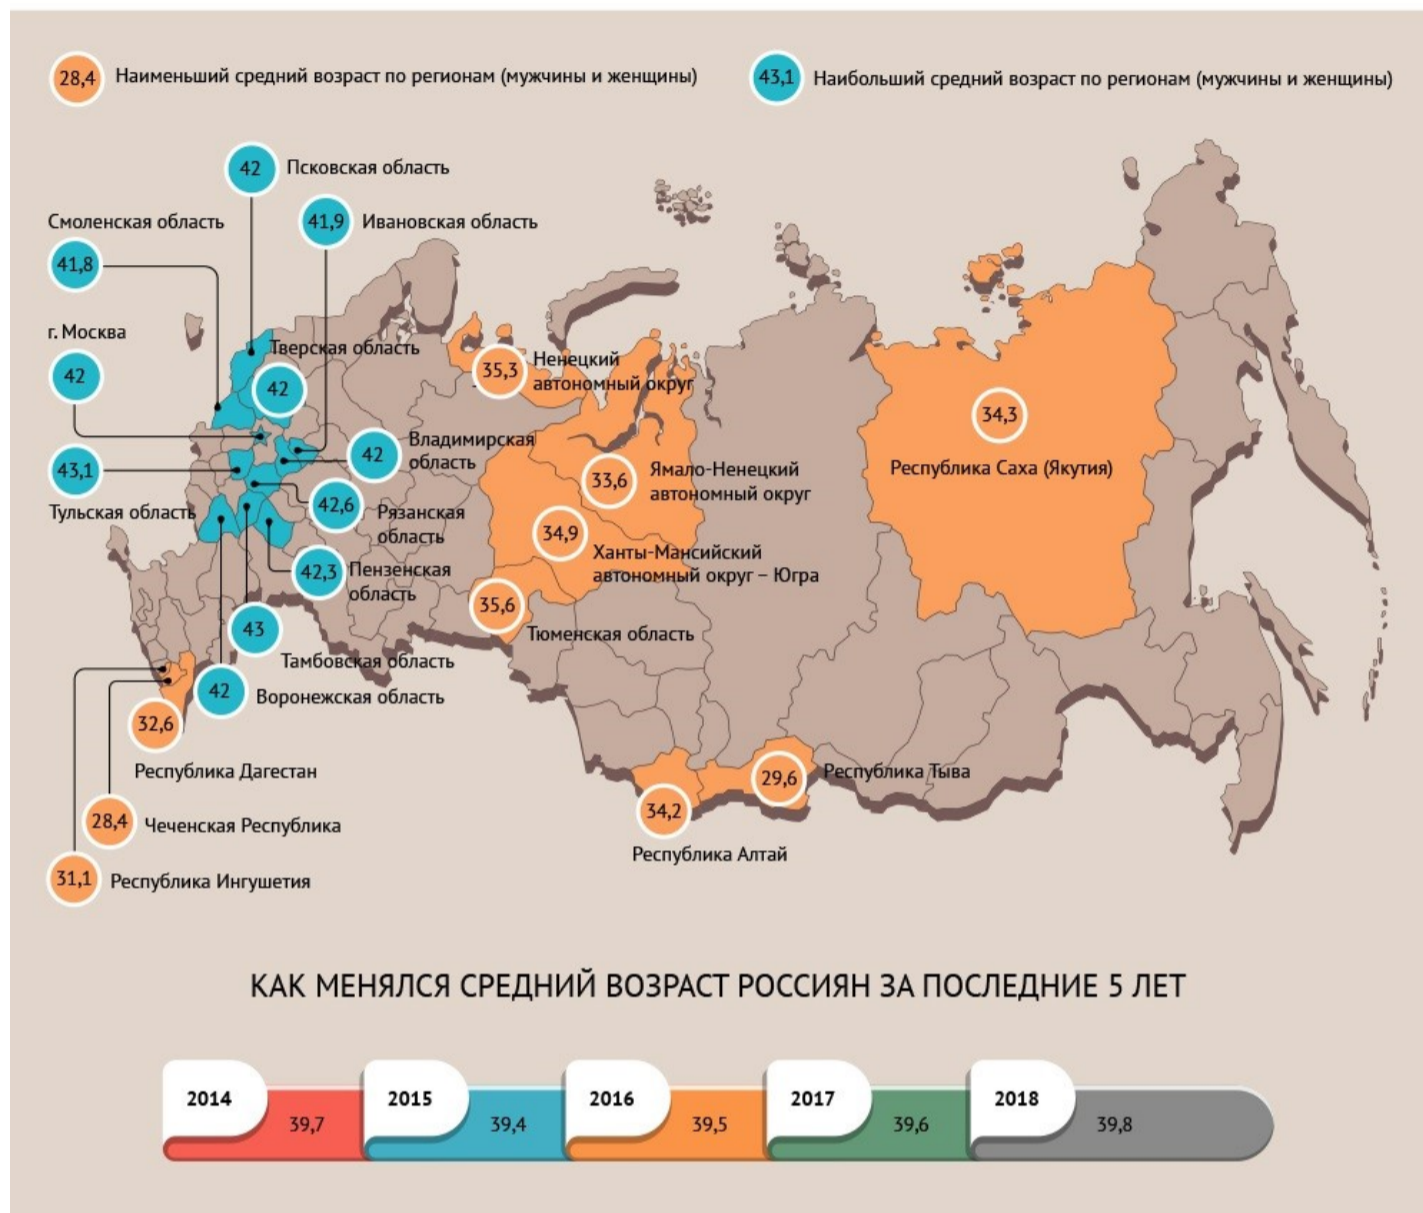 28,4
Наименьший средний возраст по регионам (мужчины и женщины)
43,1
Наибольший средний возраст по регионам (мужчины и женщины)
42
Псковская область
Смоленская область
41,8
41,9
Ивановская область
г. Москва
42
Тверская область
42
35,3
Ненецкий
автономный округ
34,3
Республика Саха (Якутия)
43,1
Тульская область
42
Владимирская
область
33,6
Ямало-Ненецкий
автономный округ
42,6
Рязанская
область
34,9
Ханты-Мансийский
автономный округ – Югра
42,3
Пензенская
область
35,6
Тюменская область
43
Тамбовская область
42
Воронежская область
32,6
Республика Дагестан
29,6
Республика Тыва
28,4
Чеченская Республика
34,2
Республика Алтай
31,1
Республика Ингушетия
КАК МЕНЯЛСЯ СРЕДНИЙ ВОЗРАСТ РОССИЯН ЗА ПОСЛЕДНИЕ 5 ЛЕТ
2014
39,7
2015
39,4
2016
39,5
2017
39,6
2018
39,8